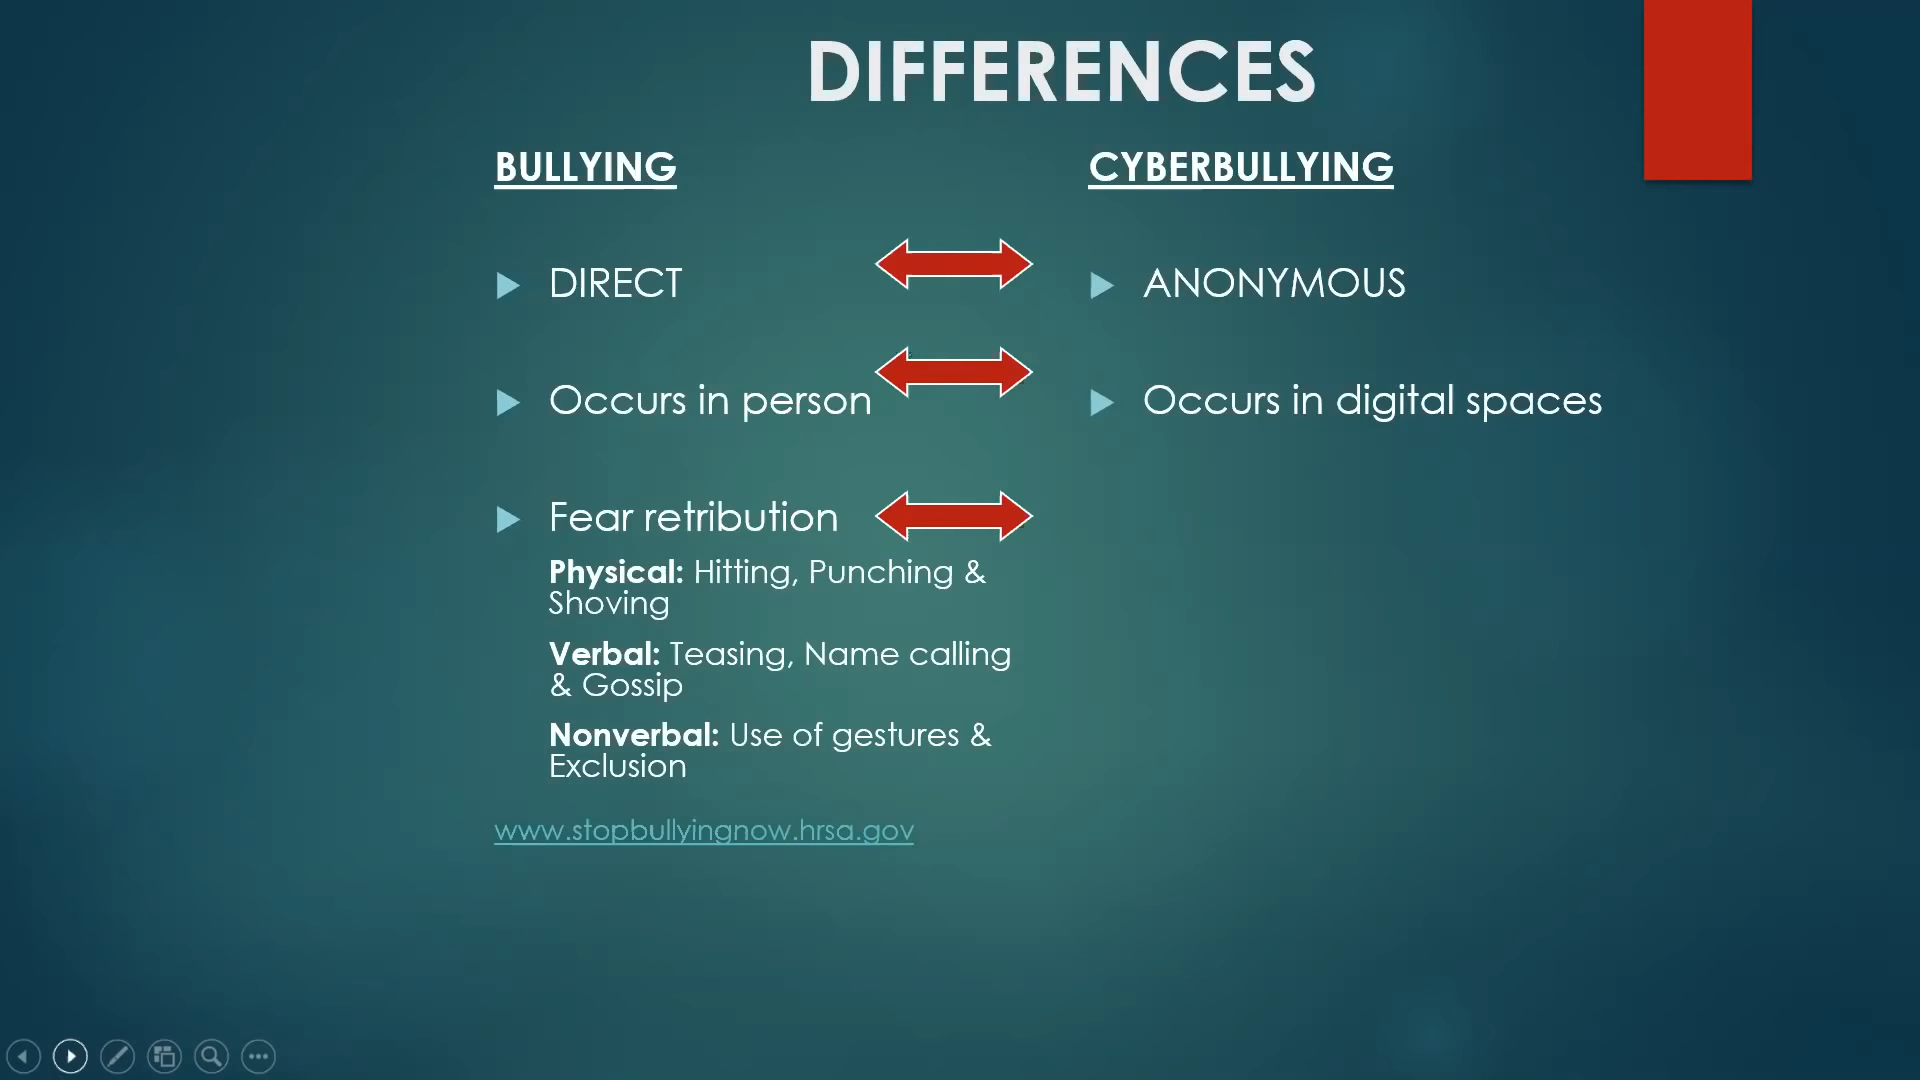 DIFFERENCES
BULLYING
DIRECT
Occurs in person
Fear retribution
Physical: Hitting, Punching &
Shoving
Verbal: Teasing, Name calling
& Gossip
Nonverbal: Use of gestures &
Exclusion
www.stopbullyingnow.hrsa.gov
CYBERBULLYING
ANONYMOUS
Occurs in digital spaces